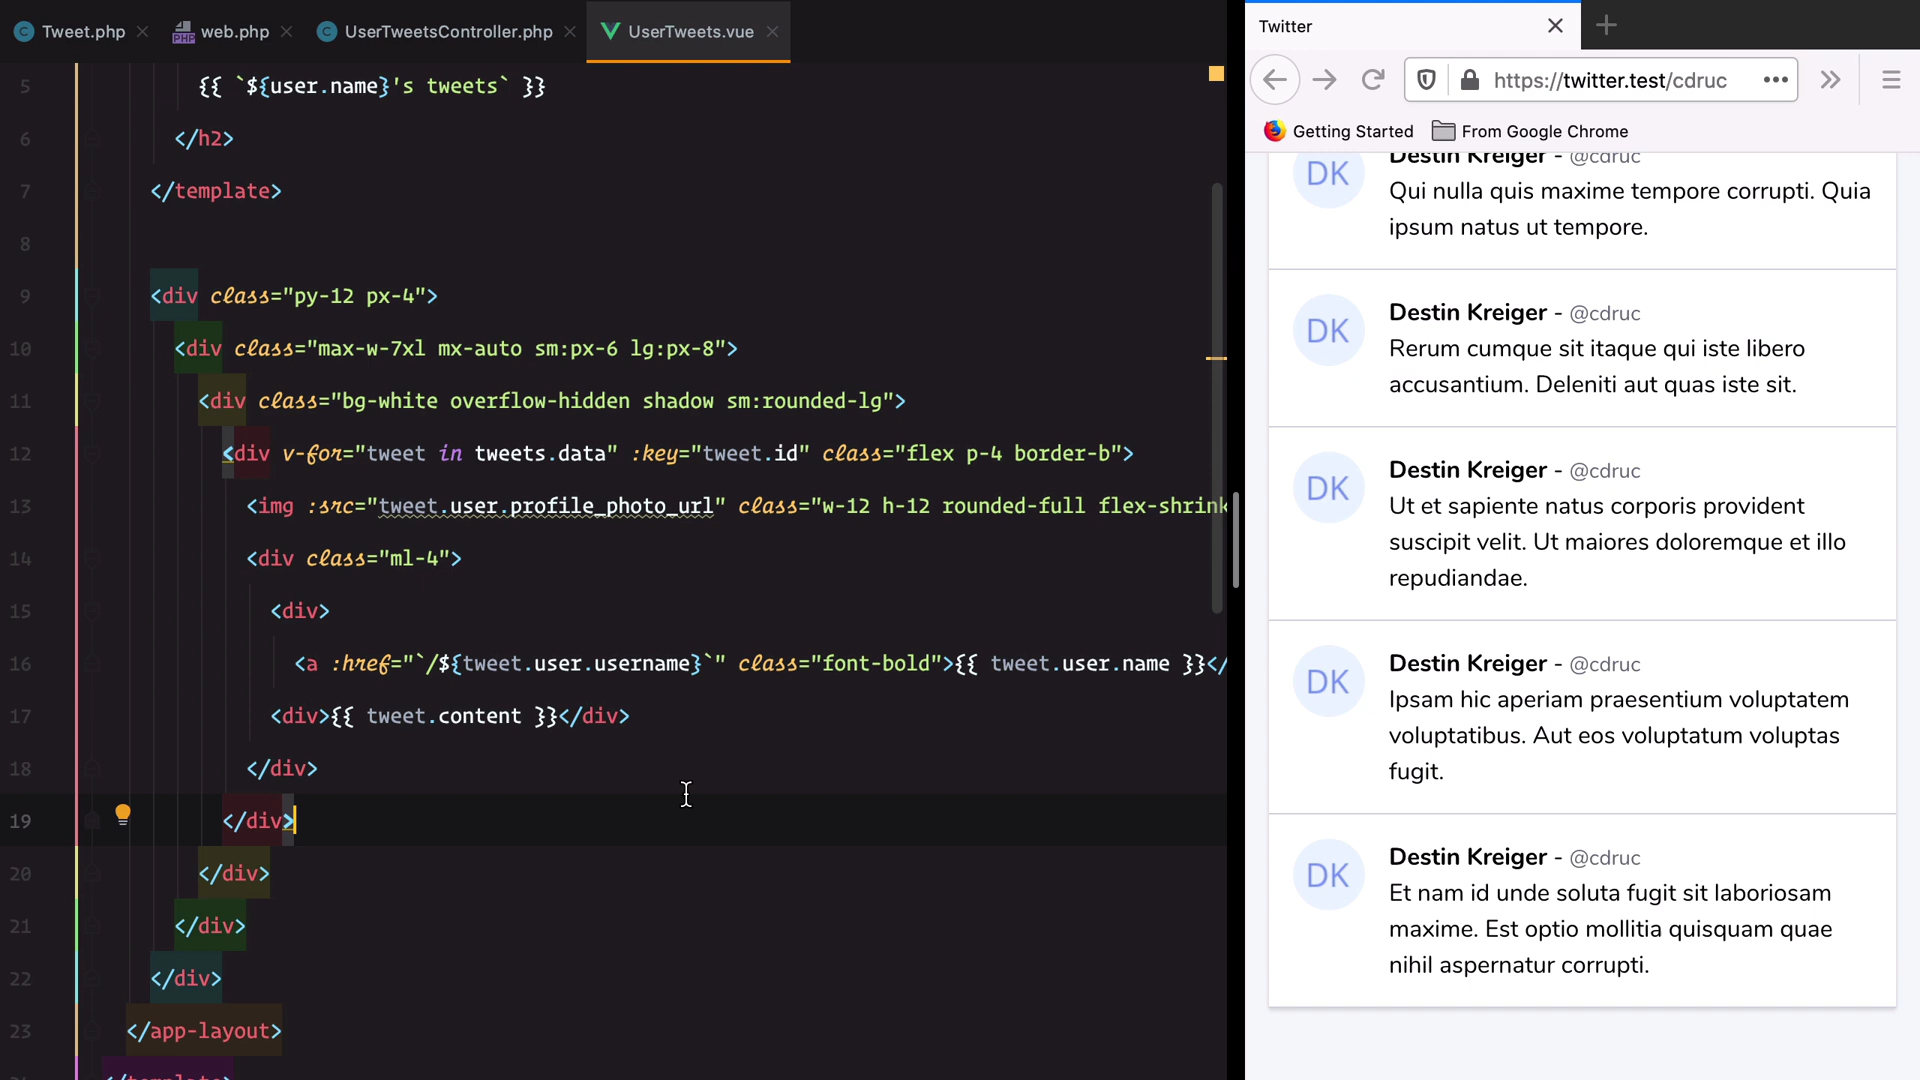 Tweet.php
web.php
UserTweetsController.php
UserTweets.vue
5 {{ `${user.name}'s tweets` }}
6 </h2>
7 </template>
8
9 <div class="py-12 px-4">
10 <div class="max-w-7xl mx-auto sm:px-6 lg:px-8">
11 <div class="bg-white overflow-hidden shadow sm:rounded-lg">
12 <div v-for="tweet in tweets.data" :key="tweet.id" class="flex p-4 border-b">
13 <img :src="tweet.user.profile_photo_url" class="w-12 h-12 rounded-full flex-shrink
14 <div class="ml-4">
15 <div>
16 <a :href="`/${tweet.user.username}`" class="font-bold">{{ tweet.user.name }}</
17 <div>{{ tweet.content }}</div>
18 </div>
19 </div>
20 </div>
21 </div>
22 </div>
23 </app-layout>
</template>
Twitter
https://twitter.test/cdruc
Getting Started
From Google Chrome
DK
Destin Kreiger - @cdruc
Qui nulla quis maxime tempore corrupti. Quia
ipsum natus ut tempore.
DK
Destin Kreiger - @cdruc
Rerum cumque sit itaque qui iste libero
accusantium. Deleniti aut quas iste sit.
DK
Destin Kreiger - @cdruc
Ut et sapiente natus corporis provident
suscipit velit. Ut maiores doloremque et illo
repudiandae.
DK
Destin Kreiger - @cdruc
Ipsam hic aperiam praesentium voluptatem
voluptatibus. Aut eos voluptatum voluptas
fugit.
DK
Destin Kreiger - @cdruc
Et nam id unde soluta fugit sit laboriosam
maxime. Est optio mollitia quisquam quae
nihil aspernatur corrupti.